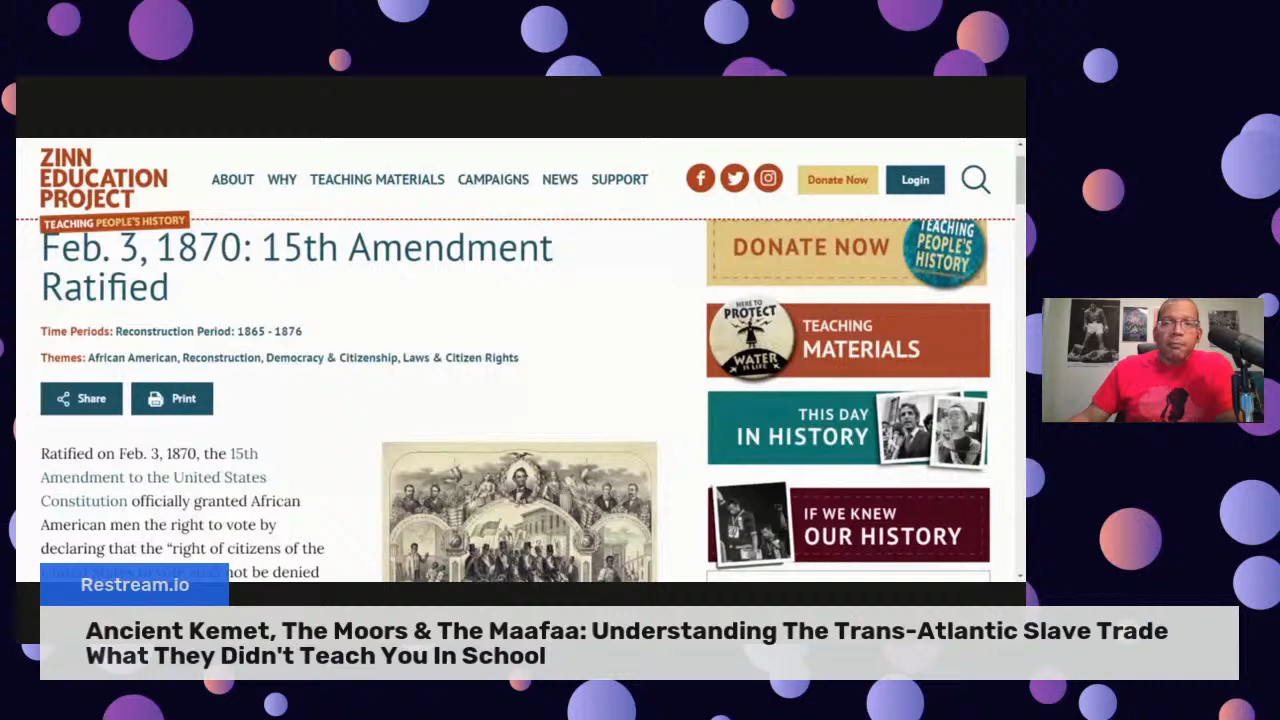 ZINN
EDUCATION
PROJECT
TEACHING PEOPLE'S HISTORY
ABOUT WHY TEACHING MATERIALS CAMPAIGNS NEWS SUPPORT
Donate Now Login
Feb. 3, 1870: 15th Amendment
Ratified
Time Periods: Reconstruction Period: 1865 - 1876
Themes: African American, Reconstruction, Democracy & Citizenship, Laws & Citizen Rights
Share Print
Ratified on Feb. 3, 1870, the 15th
Amendment to the United States
Constitution officially granted African
American men the right to vote by
declaring that the “right of citizens of the
United States to vote shall not be denied
DONATE NOW
TEACHING
PEOPLE'S
HISTORY
HERE TO
PROTECT
WATER
IS LIFE
TEACHING
MATERIALS
THIS DAY
IN HISTORY
IF WE KNEW
OUR HISTORY
Restream.io
Ancient Kemet, The Moors & The Maafaa: Understanding The Trans-Atlantic Slave Trade
What They Didn't Teach You In School